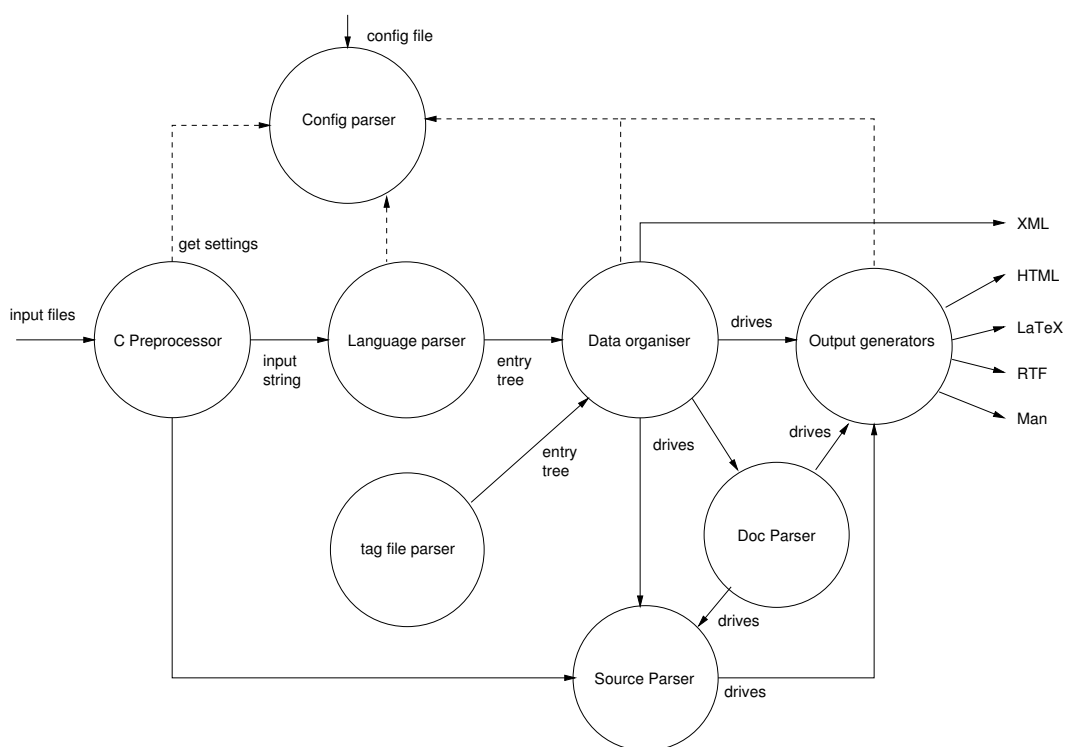 config file
Config parser
get settings
XML
HTML
input files
C Preprocessor
input
string
Language parser
entry
tree
Data organiser
drives
Output generators
LaTeX
RTF
Man
drives
drives
entry
tree
tag file parser
Doc Parser
drives
Source Parser
drives